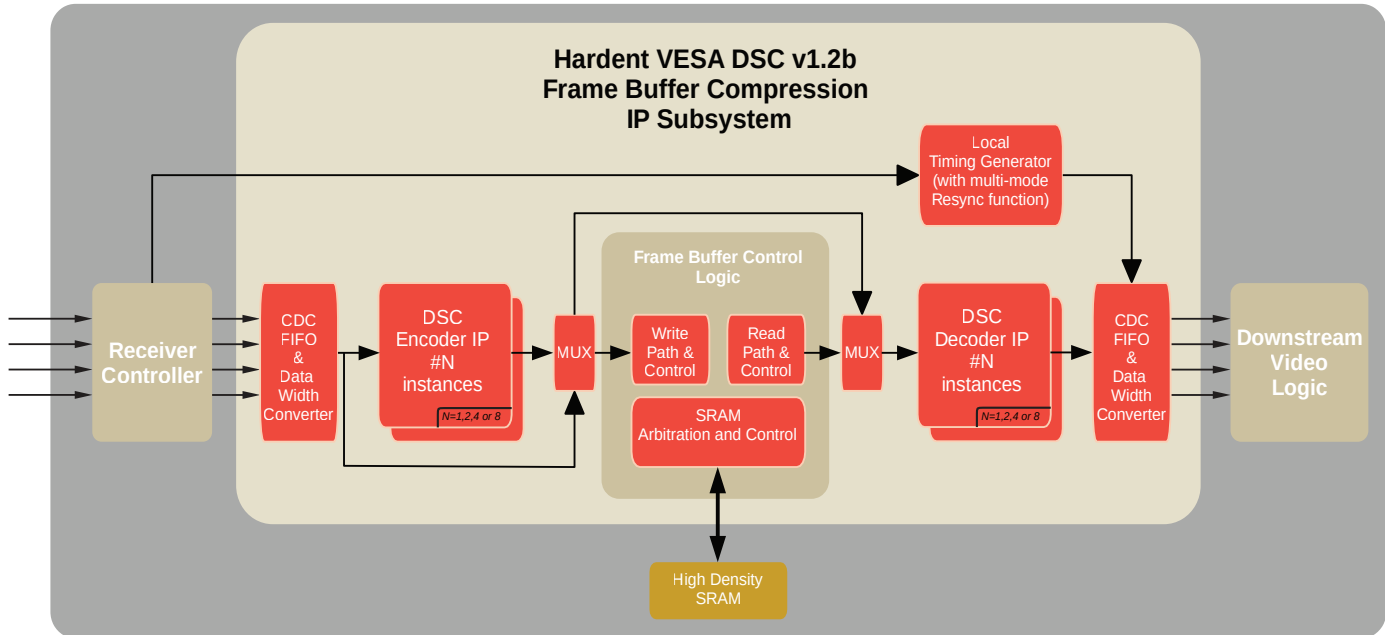 Hardent VESA DSC v1.2b
Frame Buffer Compression
IP Subsystem
Local
Timing Generator
(with multi-mode
Resync function)
Frame Buffer Control
Logic
Receiver
Controller
CDC
FIFO
&
Data
Width
Converter
DSC
Encoder IP
#N
instances
N=1,2,4 or 8
MUX
Write
Path &
Control
Read
Path &
Control
SRAM
Arbitration and Control
MUX
DSC
Decoder IP
#N
instances
N=1,2,4 or 8
CDC
FIFO
&
Data
Width
Converter
Downstream
Video
Logic
High Density
SRAM